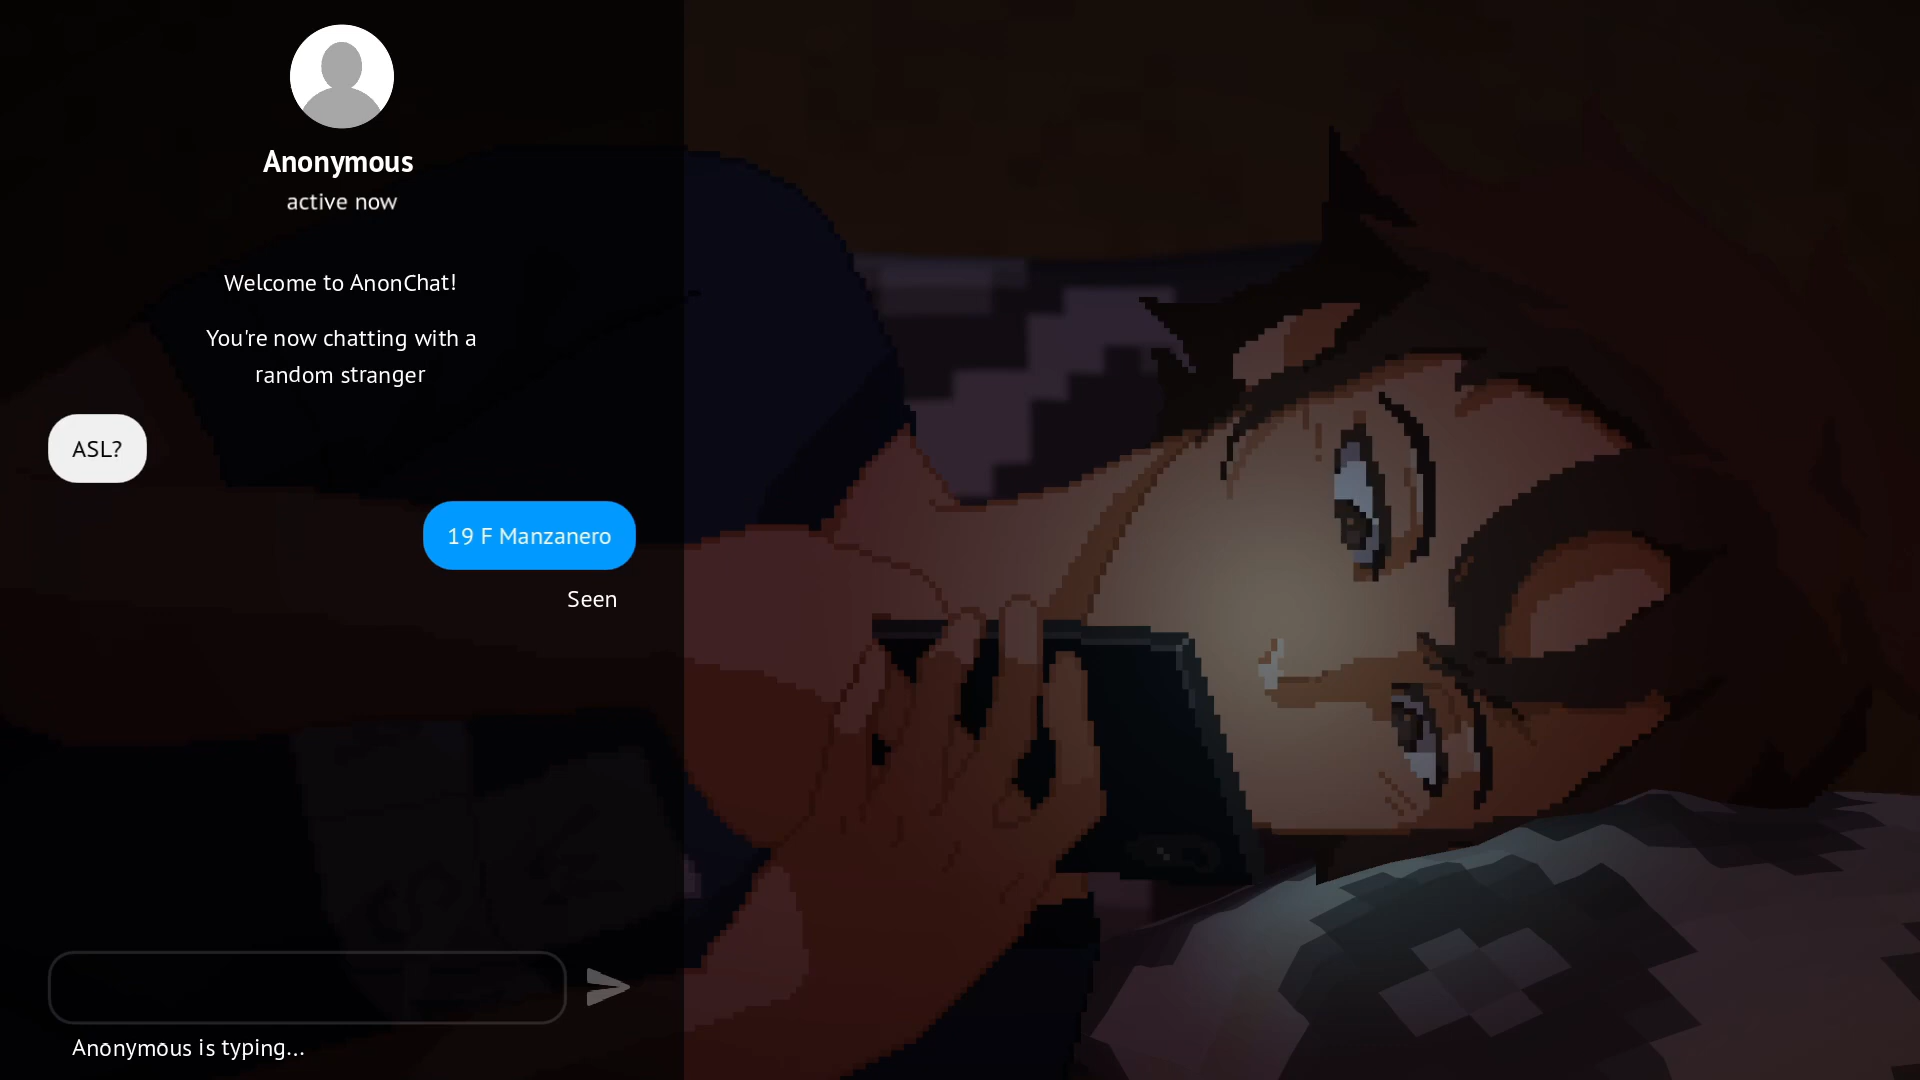 Anonymous
active now
Welcome to AnonChat!
You're now chatting with a
random stranger
ASL?
19 F Manzanero
Seen
Anonymous is typing...